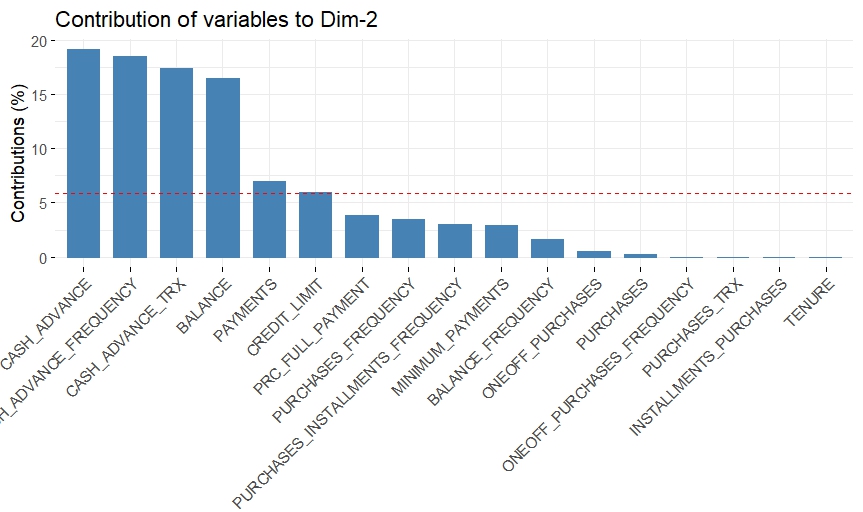 Contribution of variables to Dim-2
Contributions (%)
20
15
10
5
0
CASH_ADVANCE
H_ADVANCE_FREQUENCY
CASH_ADVANCE_TRX
BALANCE
PAYMENTS
CREDIT_LIMIT
PRC_FULL_PAYMENT
PURCHASES_FREQUENCY
PURCHASES_INSTALLMENTS_FREQUENCY
MINIMUM_PAYMENTS
BALANCE_FREQUENCY
ONEOFF_PURCHASES
PURCHASES
ONEOFF_PURCHASES_FREQUENCY
PURCHASES_TRX
INSTALLMENTS_PURCHASES
TENURE